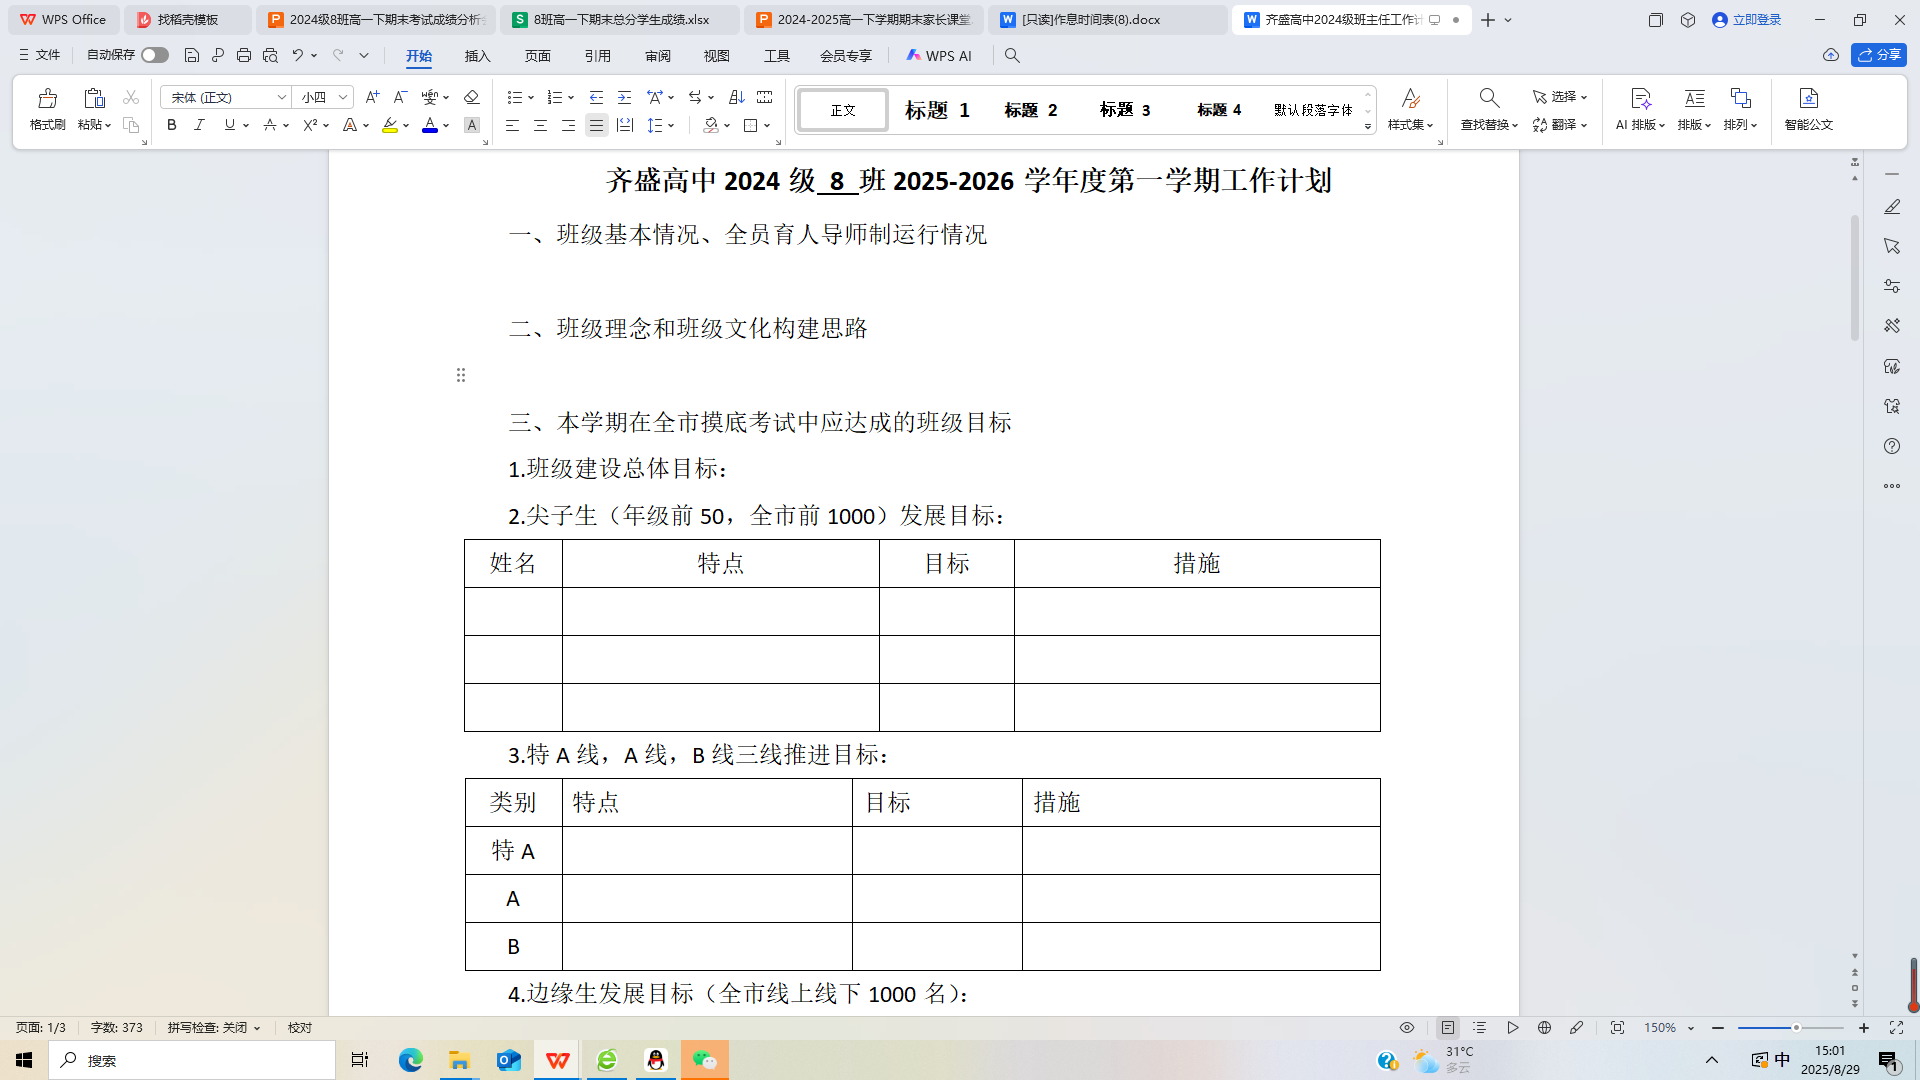 WPS Office
找稻壳模板
2024级8班高一下期末考试成绩分析
8班高一下期末总分学生成绩.xlsx
2024-2025高一下学期期末家长课堂
[只读]作息时间表(8).docx
齐盛高中2024级班主任工作计
立即登录
文件
自动保存
开始
插入
页面
引用
审阅
视图
工具
会员专享
WPS AI
分享
格式刷
粘贴
宋体 (正文)
小四
正文
标题 1
标题 2
标题 3
标题 4
默认段落字体
样式集
查找替换
选择
翻译
AI 排版
排版
排列
智能公文
齐盛高中 2024 级 8 班 2025-2026 学年度第一学期工作计划
一、班级基本情况、全员育人导师制运行情况
二、班级理念和班级文化构建思路
三、本学期在全市摸底考试中应达成的班级目标
1.班级建设总体目标：
2.尖子生（年级前 50，全市前 1000）发展目标：
姓名 特点 目标 措施
3.特 A 线，A 线，B 线三线推进目标：
类别 特点 目标 措施
特 A
A
B
4.边缘生发展目标（全市线上线下 1000 名）：
页面: 1/3
字数: 373
拼写检查: 关闭
校对
150%
搜索
31°C
多云
中
15:01
2025/8/29
1